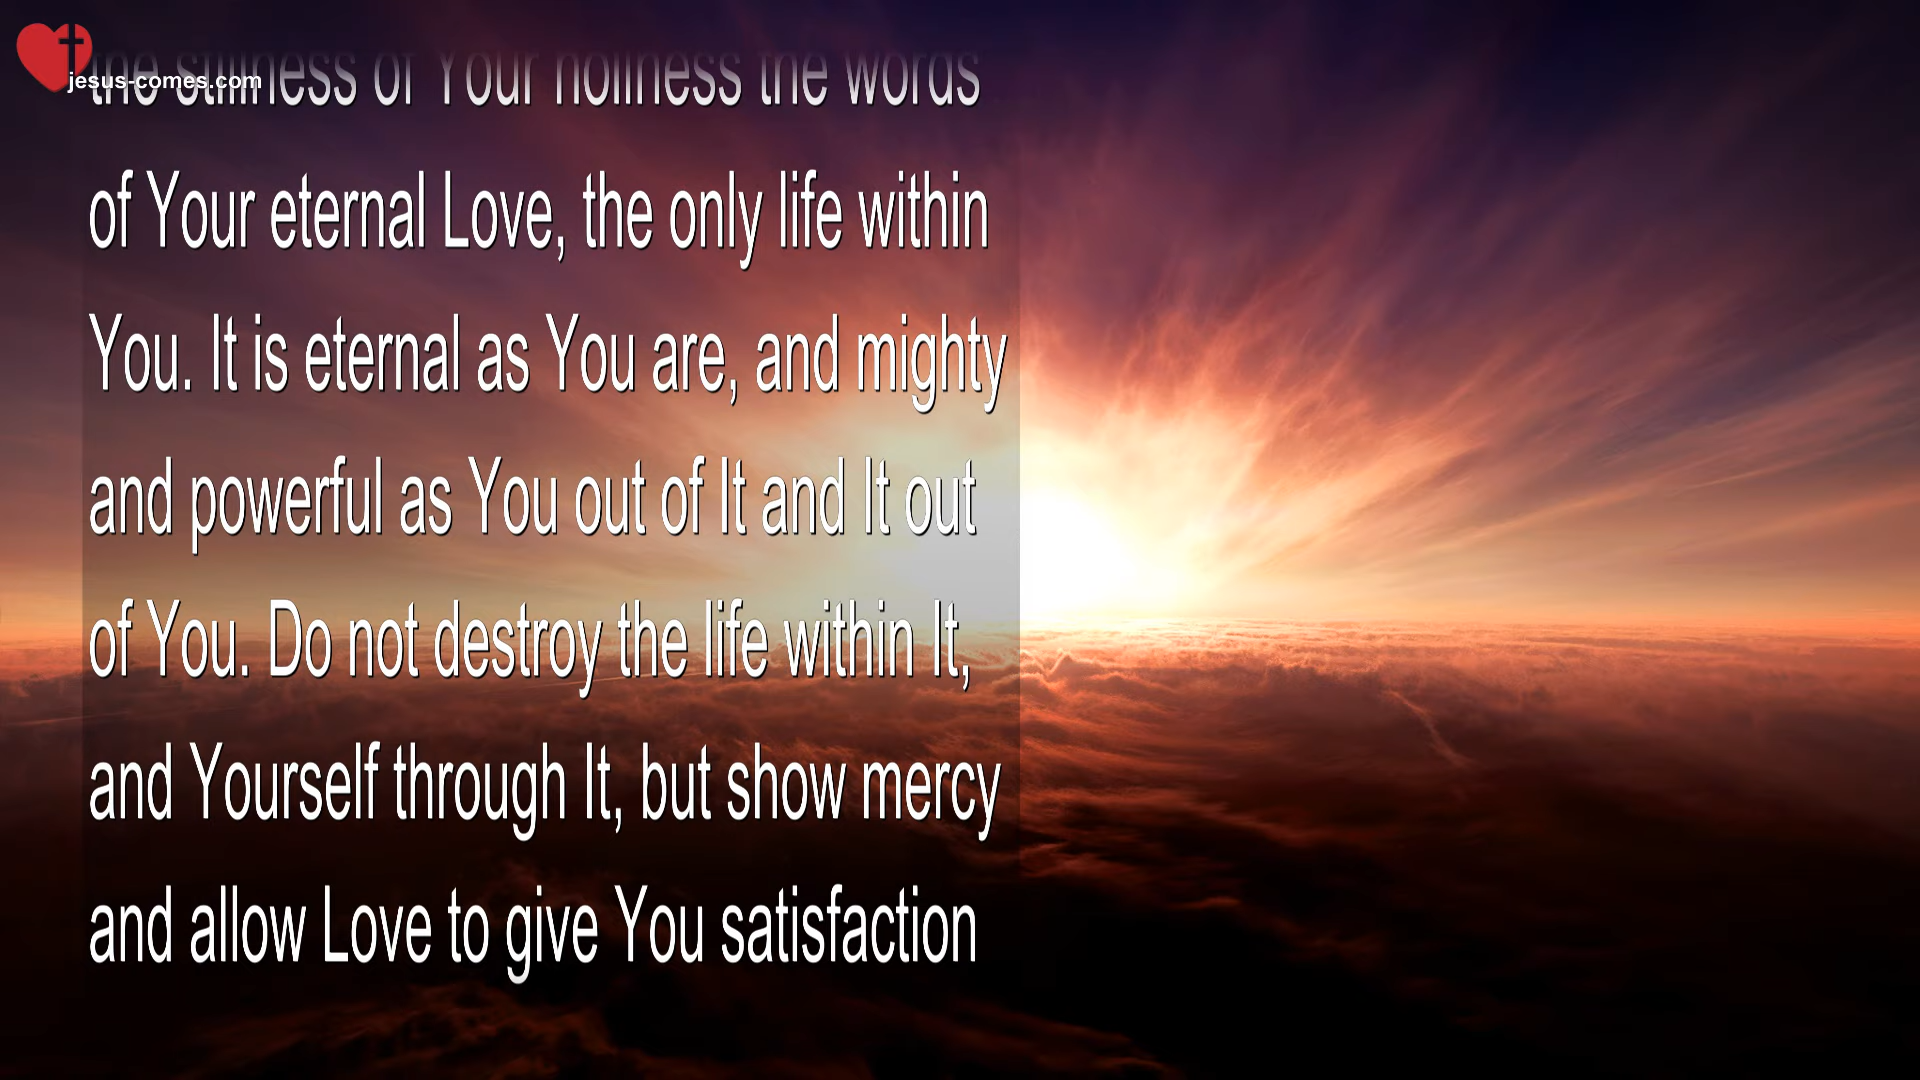 jesus-comes.com
the stillness of Your holiness the words
of Your eternal Love, the only life within
You. It is eternal as You are, and mighty
and powerful as You out of It and It out
of You. Do not destroy the life within It,
and Yourself through It, but show mercy
and allow Love to give You satisfaction